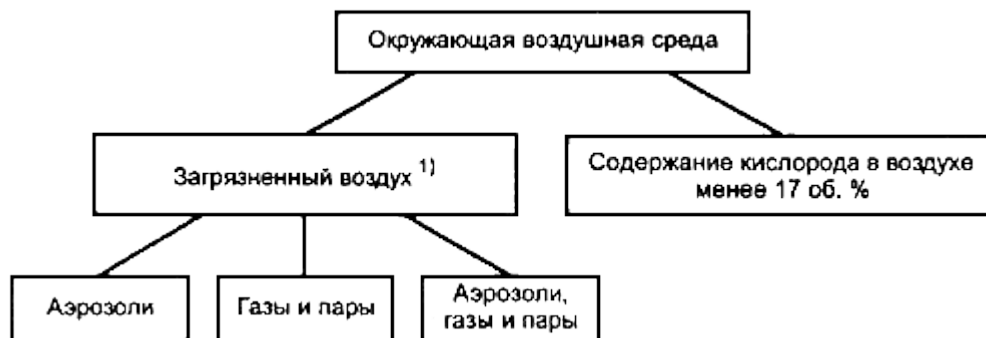 Окружающая воздушная среда
Загрязненный воздух 1)
Содержание кислорода в воздухе
менее 17 об. %
Аэрозоли
Газы и пары
Аэрозоли,
газы и пары